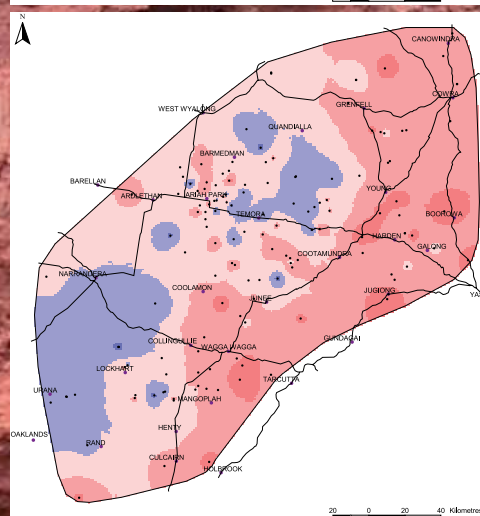 N
CANOWINDRA
COWRA
WEST WYALONG
GRENFELL
QUANDIALLA
BARMEDMAN
BARELLAN
ARDLETHAN
ARIAH PARK
YOUNG
TEMORA
BOOROWA
HARDEN
GALONG
COOTAMUNDRA
NARRANDERA
COOLAMON
JUNEE
JUGIONG
YA
COLLINGULLIE
WAGGA WAGGA
GUNDAGAI
LOCKHART
TARCUTTA
URANA
MANGOPLAH
OAKLANDS
RAND
HENTY
CULCAIRN
HOLBROOK
20 0 20 40 Kilometres